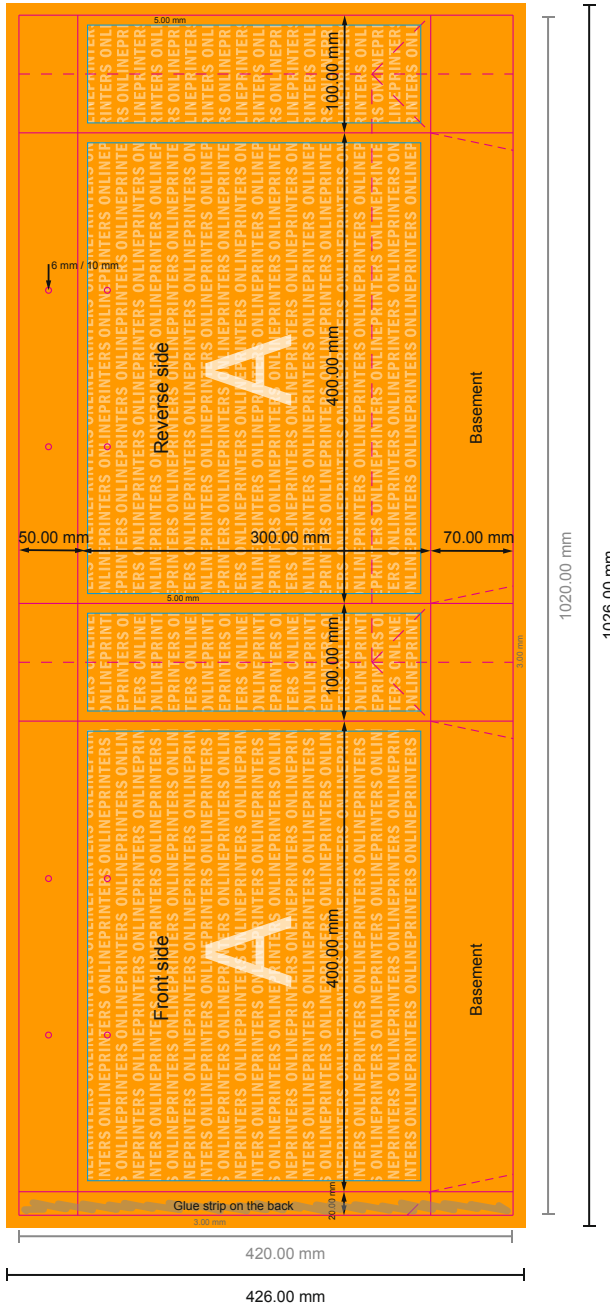 5.00 mm
100.00 mm
ONLINEPRINTERS ONLINEPRINTERS
6 mm / 10 mm
Reverse side
A
400.00 mm
Basement
50.00 mm
300.00 mm
70.00 mm
5.00 mm
100.00 mm
3.00 mm
1020.00 mm
1026.00 mm
Front side
A
400.00 mm
Basement
Glue strip on the back
20.00 mm
3.00 mm
420.00 mm
426.00 mm